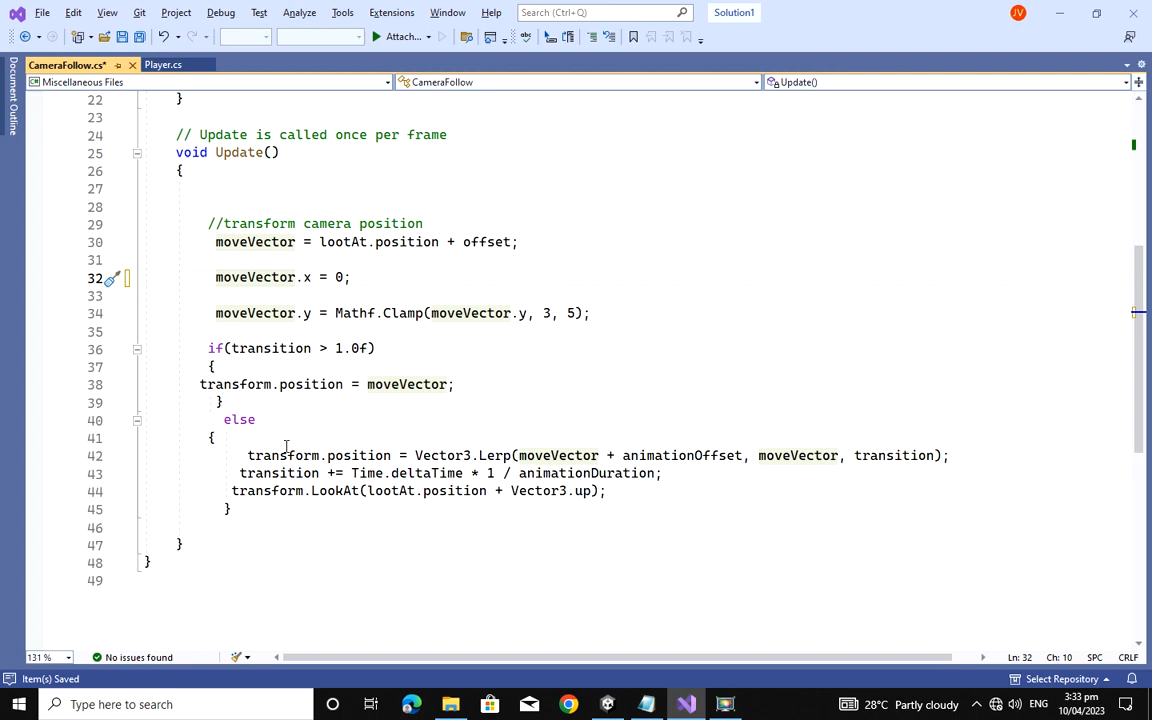 File Edit View Git Project Debug Test Analyze Tools Extensions Window Help Search (Ctrl+Q) Solution1 JV
Attach...
CameraFollow.cs* Player.cs
Document Outline
Miscellaneous Files CameraFollow Update()
22 }
23
24 // Update is called once per frame
25 void Update()
26 {
27
28
29 //transform camera position
30 moveVector = lootAt.position + offset;
31
32 moveVector.x = 0;
33
34 moveVector.y = Mathf.Clamp(moveVector.y, 3, 5);
35
36 if(transition > 1.0f)
37 {
38 transform.position = moveVector;
39 }
40 else
41 {
42 transform.position = Vector3.Lerp(moveVector + animationOffset, moveVector, transition);
43 transition += Time.deltaTime * 1 / animationDuration;
44 transform.LookAt(lootAt.position + Vector3.up);
45 }
46
47 }
48 }
49
131 % No issues found Ln: 32 Ch: 10 SPC CRLF
Item(s) Saved Select Repository
Type here to search 28°C Partly cloudy ENG 3:33 pm
10/04/2023